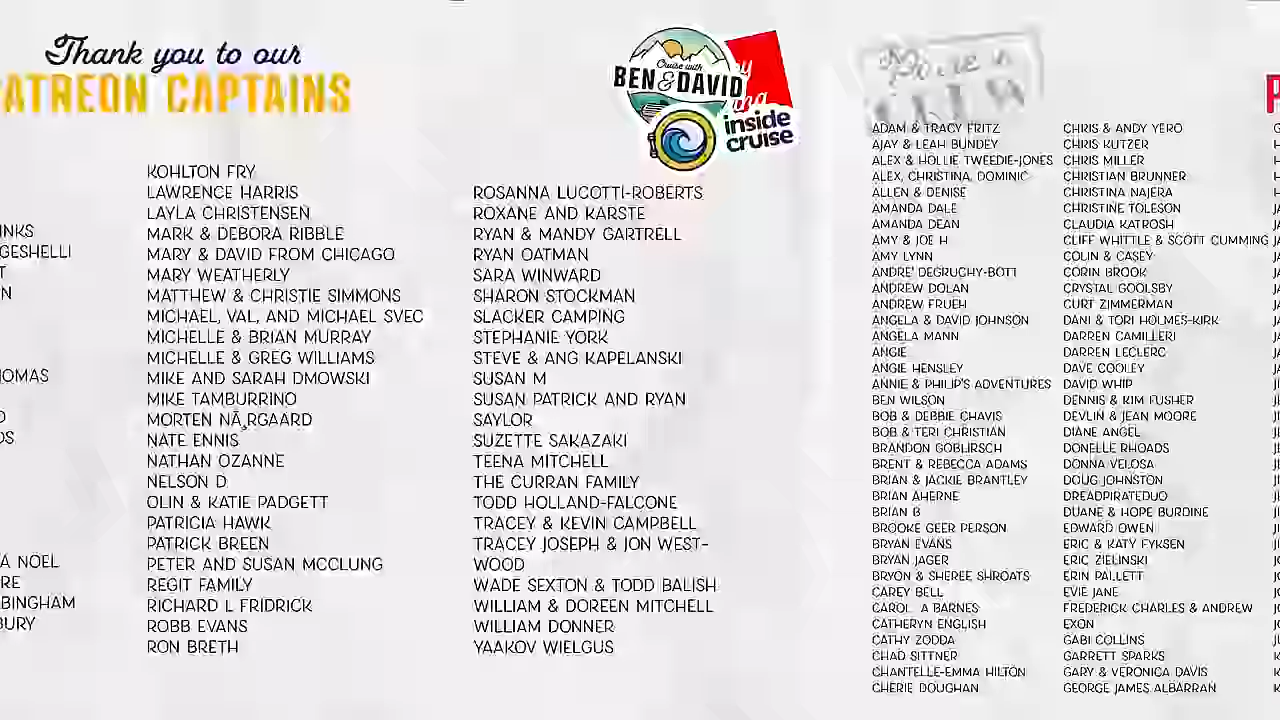 Thank you to our
PATREON CAPTAINS
INKS
GESHELLI
T
N
HOMAS
D
DS
A NOEL
RE
BINGHAM
BURY
KOHLTON FRY
LAWRENCE HARRIS
LAYLA CHRISTENSEN
MARK & DEBORA RIBBLE
MARY & DAVID FROM CHICAGO
MARY WEATHERLY
MATTHEW & CHRISTIE SIMMONS
MICHAEL, VAL, AND MICHAEL SVEC
MICHELLE & BRIAN MURRAY
MICHELLE & GREG WILLIAMS
MIKE AND SARAH DMOWSKI
MIKE TAMBURRINO
MORTEN NÃ¸RGAARD
NATE ENNIS
NATHAN OZANNE
NELSON D
OLIN & KATIE PADGETT
PATRICIA HAWK
PATRICK BREEN
PETER AND SUSAN MCCLUNG
REGIT FAMILY
RICHARD L FRIDRICK
ROBB EVANS
RON BRETH
Cruise with
BEN & DAVID
inside
cruise
ROSANNA LUCOTTI-ROBERTS
ROXANE AND KARSTE
RYAN & MANDY GARTRELL
RYAN OATMAN
SARA WINWARD
SHARON STOCKMAN
SLACKER CAMPING
STEPHANIE YORK
STEVE & ANG KAPELANSKI
SUSAN M
SUSAN PATRICK AND RYAN
SAYLOR
SUZETTE SAKAZAKI
TEENA MITCHELL
THE CURRAN FAMILY
TODD HOLLAND-FALCONE
TRACEY & KEVIN CAMPBELL
TRACEY JOSEPH & JON WEST-
WOOD
WADE SEXTON & TODD BALISH
WILLIAM & DOREEN MITCHELL
WILLIAM DONNER
YAAKOV WIELGUS
ADAM & TRACY FRITZ
AJAY & LEAH BUNDEY
ALEX & HOLLIE TWEEDIE-JONES
ALEX, CHRISTINA, DOMINIC
ALLEN & DENISE
AMANDA DALE
AMANDA DEAN
AMY & JOE H
AMY LYNN
ANDRE' DEGRUCHY-BOTT
ANDREW DOLAN
ANDREW FRUEH
ANGELA & DAVID JOHNSON
ANGELA MANN
ANGIE
ANGIE HENSLEY
ANNIE & PHILIP'S ADVENTURES
BEN WILSON
BOB & DEBBIE CHAVIS
BOB & TERI CHRISTIAN
BRANDON GOBLIRSCH
BRENT & REBECCA ADAMS
BRIAN & JACKIE BRANTLEY
BRIAN AHERNE
BRIAN B
BROOKE GEER PERSON
BRYAN EVANS
BRYAN JAGER
BRYON & SHEREE SHROATS
CAREY BELL
CAROL A BARNES
CATHERYN ENGLISH
CATHY ZODDA
CHAD SITTNER
CHANTELLE-EMMA HILTON
CHERIE DOUGHAN
CHRIS & ANDY YERO
CHRIS KUTZER
CHRIS MILLER
CHRISTIAN BRUNNER
CHRISTINA NAJERA
CHRISTINE TOLESON
CLAUDIA KATROSH
CLIFF WHITTLE & SCOTT CUMMING
COLIN & CASEY
CORIN BROOK
CRYSTAL GOOLSBY
CURT ZIMMERMAN
DANI & TORI HOLMES-KIRK
DARREN CAMILLERI
DARREN LECLERC
DAVE COOLEY
DAVID WHIP
DENNIS & KIM FUSHER
DEVLIN & JEAN MOORE
DIANE ANGEL
DONELLE RHOADS
DONNA VELOSA
DOUG JOHNSTON
DREADPIRATEDUO
DUANE & HOPE BURDINE
EDWARD OWEN
ERIC & KATY FYKSEN
ERIC ZIELINSKI
ERIN PALLETT
EVIE JANE
FREDERICK CHARLES & ANDREW
EXON
GABI COLLINS
GARRETT SPARKS
GARY & VERONICA DAVIS
GEORGE JAMES ALBARRAN